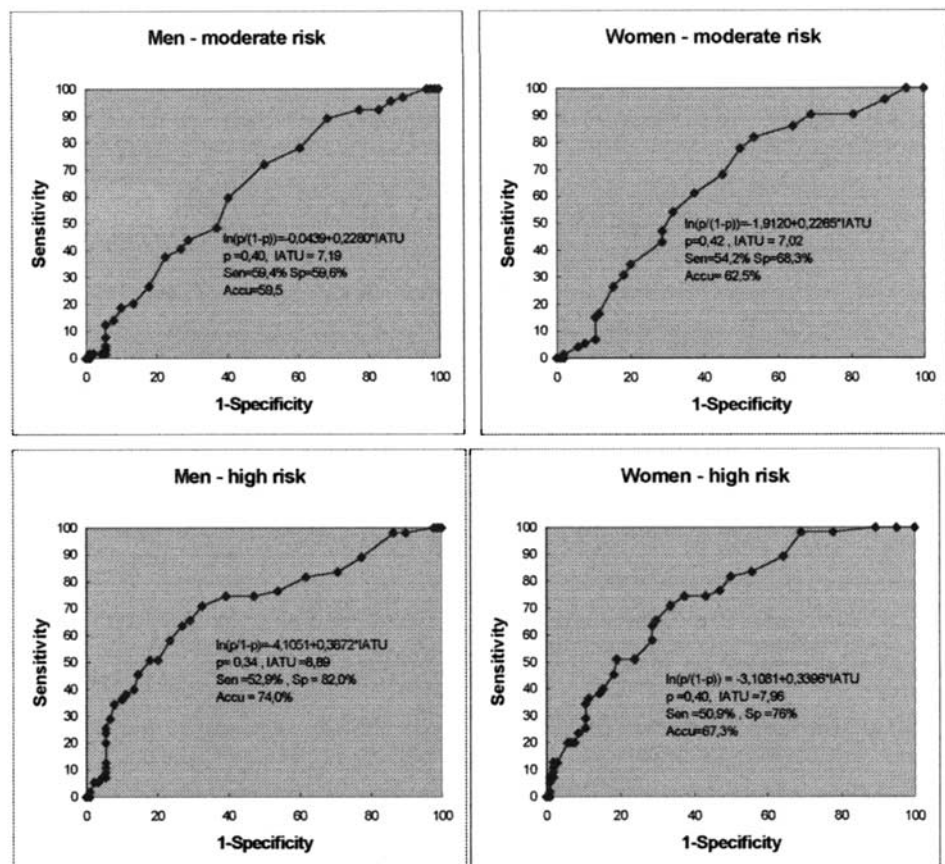 Men - moderate risk
100
90
80
70
60
50
40
30
20
10
0
Sensitivity
ln(p/(1-p))=-0,0439+0,2280*IATU
p =0,40, IATU = 7,19
Sen=59,4% Sp=59,6%
Accu=59,5
0 20 40 60 80 100
1-Specificity
Women - moderate risk
100
90
80
70
60
50
40
30
20
10
0
Sensitivity
ln(p/(1-p))=-1,9120+0,2265*IATU
p=0,42 , IATU = 7,02
Sen=54,2% Sp=68,3%
Accu= 62,5%
0 20 40 60 80 100
1-Specificity
Men - high risk
100
90
80
70
60
50
40
30
20
10
0
Sensitivity
ln(p/1-p)=-4,1051+0,3672*IATU
p= 0,34 , IATU =8,89
Sen =52,9% , Sp = 82,0%
Accu = 74,0%
0 20 40 60 80 100
1-Specificity
Women - high risk
100
90
80
70
60
50
40
30
20
10
0
Sensitivity
ln(p/(1-p)) = -3,1081+0,3396*IATU
p =0,40, IATU = 7,96
Sen =50,9% , Sp = 76%
Accu=67,3%
0 20 40 60 80 100
1-Specificity